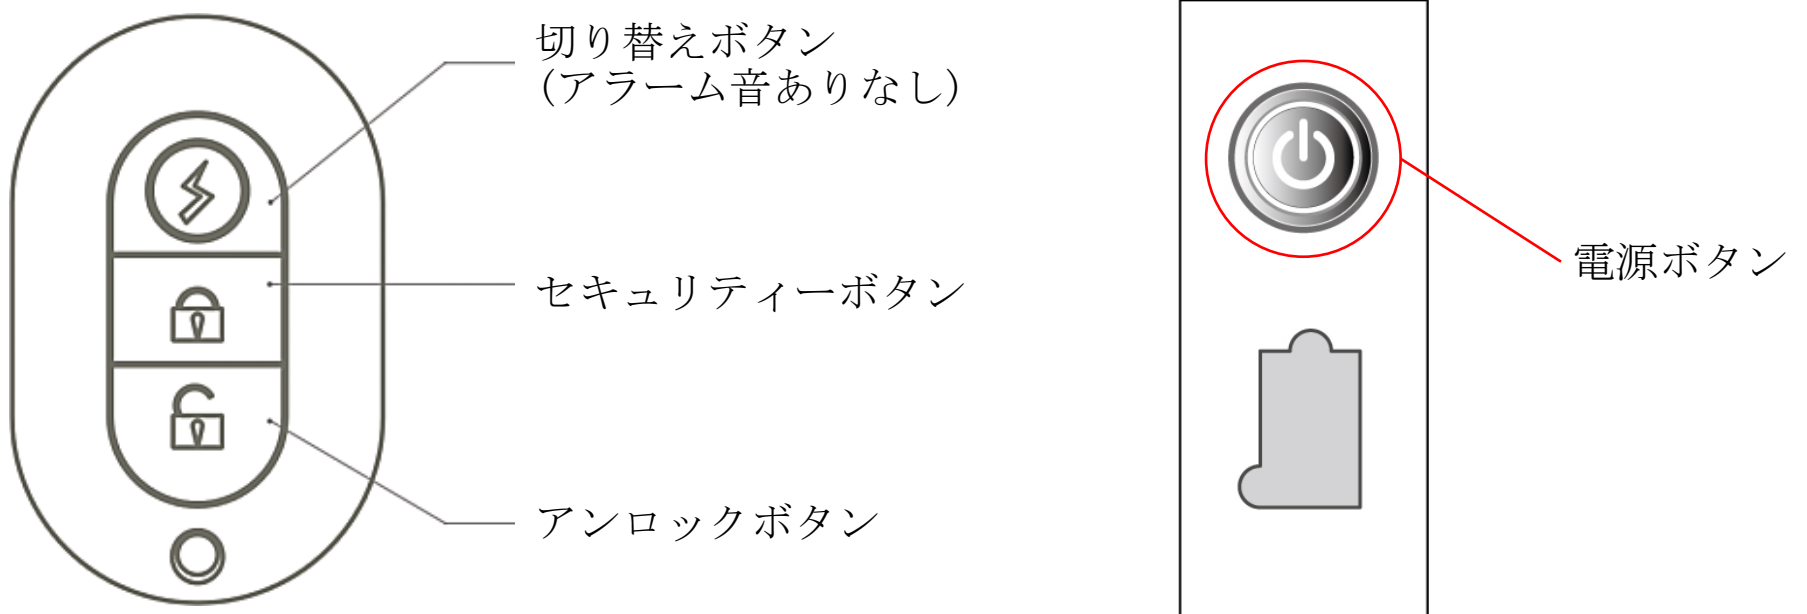 切り替えボタン
(アラーム音ありなし)
セキュリティーボタン
アンロックボタン
電源ボタン